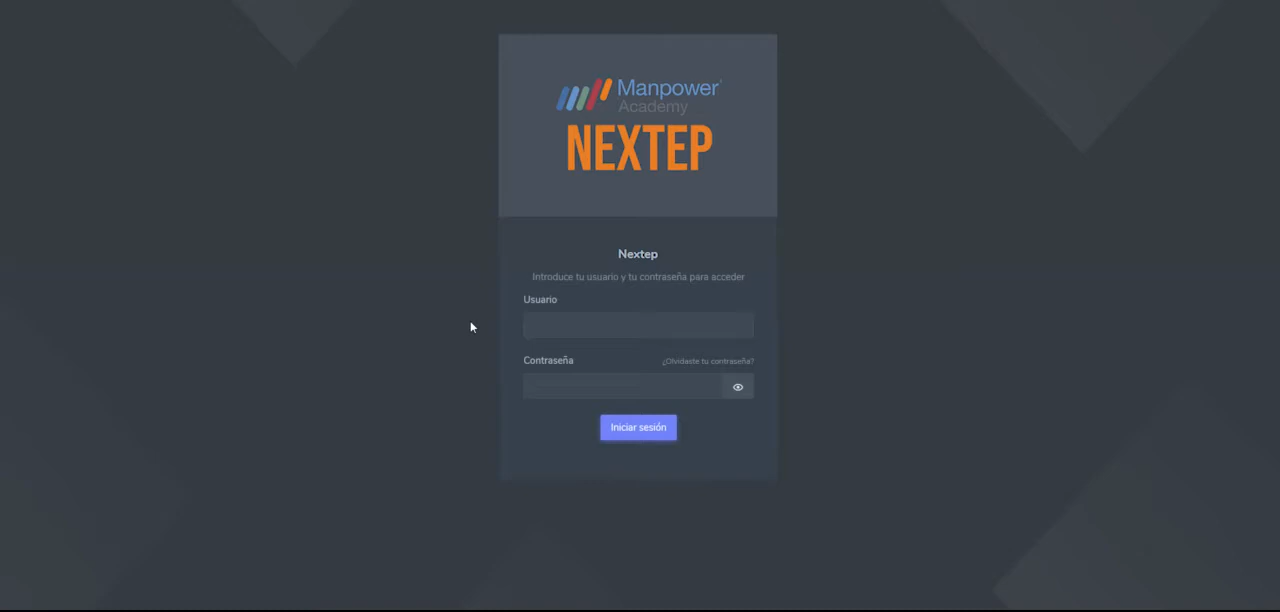 Manpower
Academy
NEXTEP
Nextep
Introduce tu usuario y tu contraseña para acceder
Usuario
Contraseña
¿Olvidaste tu contraseña?
Iniciar sesión